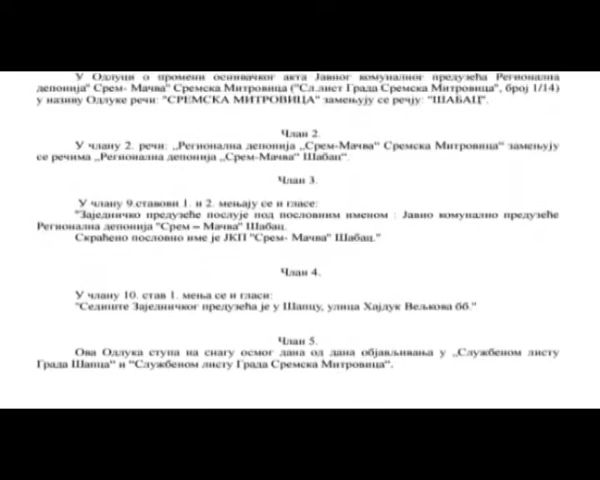 У Одлуци о промени оснивачког акта Јавног комуналног предузећа Регионална
депонија" Срем- Мачва" Сремска Митровица ("Сл.лист Града Сремска Митровица", број 1/14)
у називу Одлуке речи: "СРЕМСКА МИТРОВИЦА" замењују се речју: "ШАБАЦ".
Члан 2.
У члану 2. речи: „Регионална депонија „Срем-Мачва“ Сремска Митровица“ замењују
се речима „Регионална депонија „Срем-Мачва“ Шабац“.
Члан 3.
У члану 9.ставови 1. и 2. мењају се и гласе:
"Заједничко предузеће послује под пословним именом : Јавно комунално предузеће
Регионална депонија "Срем – Мачва" Шабац.
Скраћено пословно име је ЈКП "Срем- Мачва" Шабац."
Члан 4.
У члану 10. став 1. мења се и гласи:
"Седиште Заједничког предузећа је у Шапцу, улица Хајдук Вељкова бб."
Члан 5.
Ова Одлука ступа на снагу осмог дана од дана објављивања у „Службеном листу
Града Шапца“ и “Службеном листу Града Сремска Митровица“.